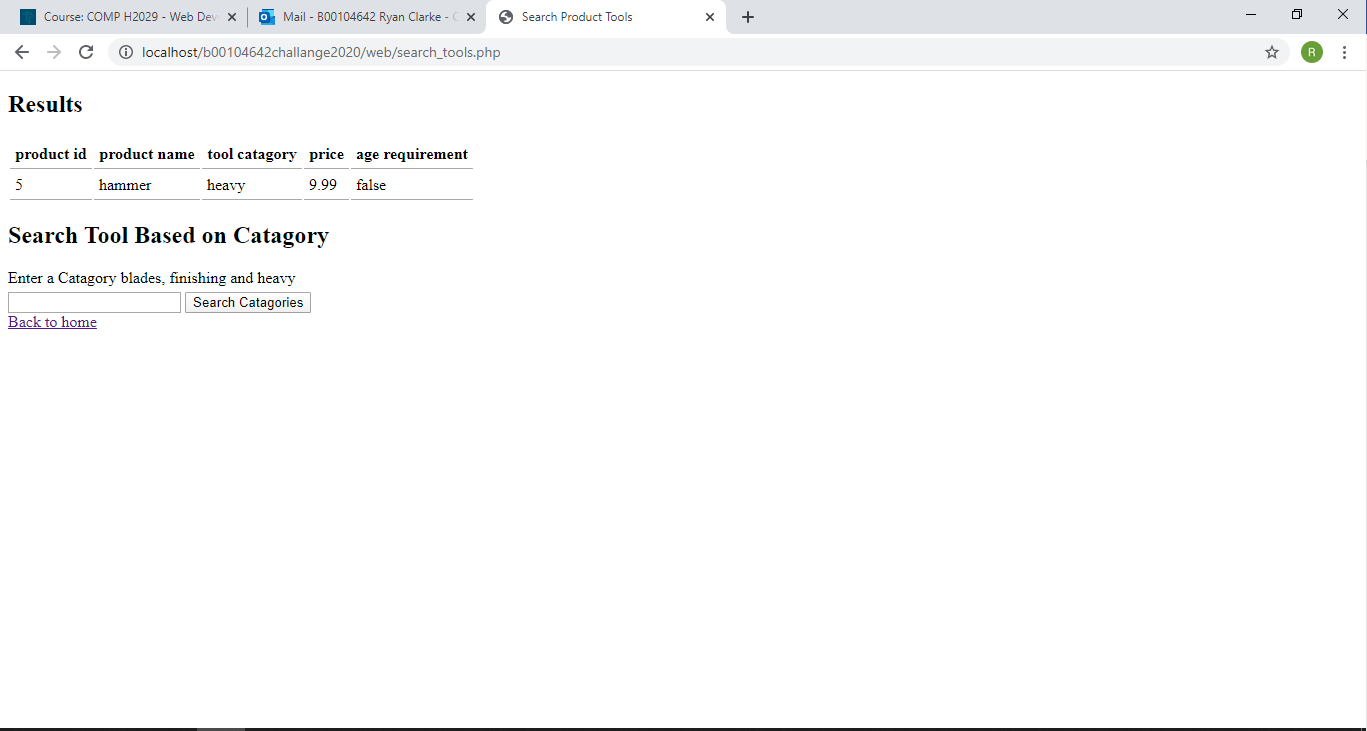 Course: COMP H2029 - Web Dev
Mail - B00104642 Ryan Clarke -
Search Product Tools
localhost/b00104642challange2020/web/search_tools.php
R
Results
product id product name tool catagory price age requirement
5 hammer heavy 9.99 false
Search Tool Based on Catagory
Enter a Catagory blades, finishing and heavy
Search Catagories
Back to home